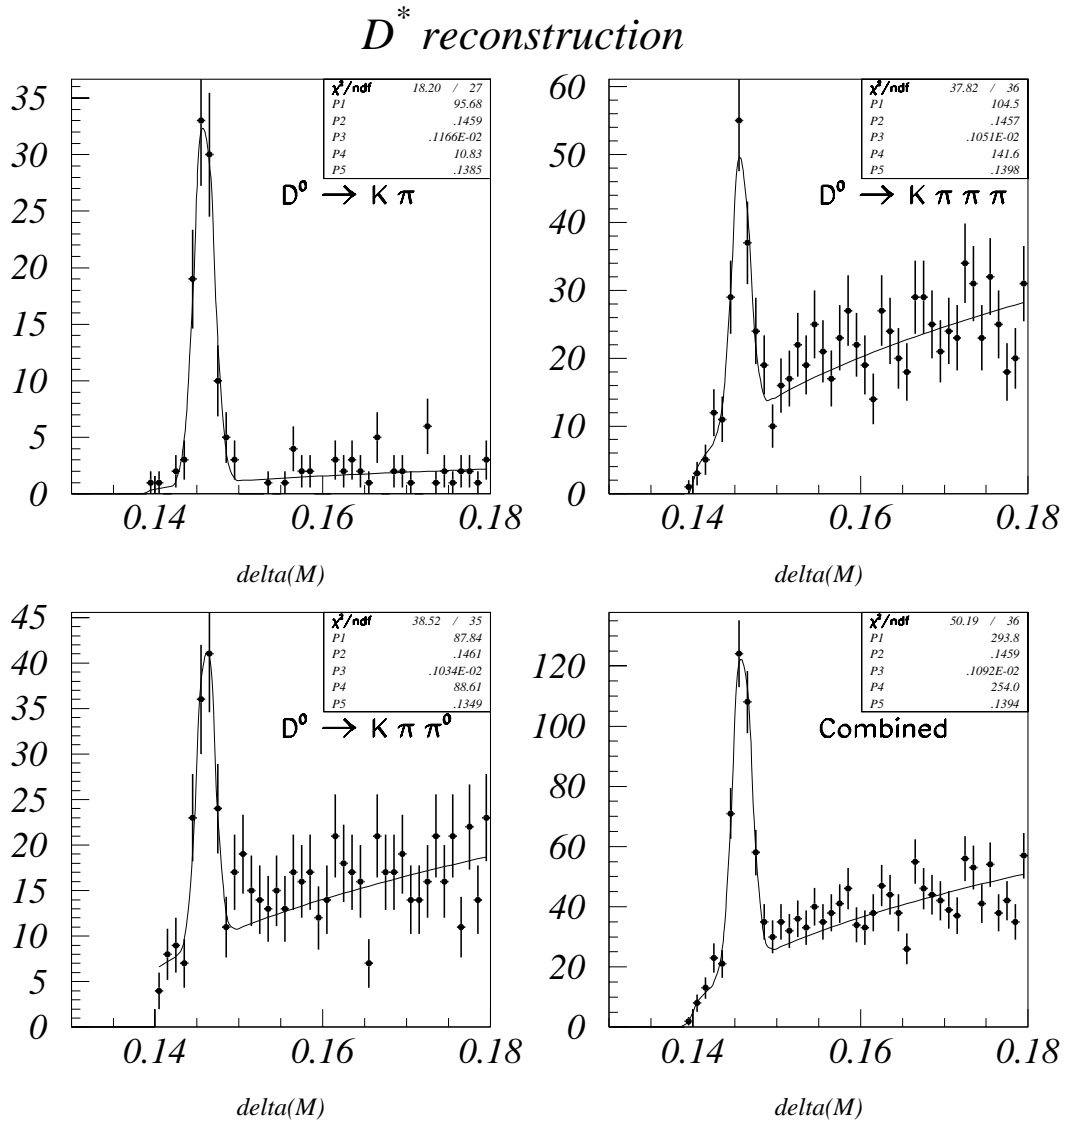 D* reconstruction
χ²/ndf 18.20 / 27
P1 95.68
P2 .1459
P3 .1166E-02
P4 10.83
P5 .1385
D⁰ → K π
35
30
25
20
15
10
5
0
0.14 0.16 0.18
delta(M)
χ²/ndf 37.82 / 36
P1 104.5
P2 .1457
P3 .1051E-02
P4 141.6
P5 .1398
D⁰ → K π π π
60
50
40
30
20
10
0
0.14 0.16 0.18
delta(M)
χ²/ndf 38.52 / 35
P1 87.84
P2 .1461
P3 .1034E-02
P4 88.61
P5 .1349
D⁰ → K π π⁰
45
40
35
30
25
20
15
10
5
0
0.14 0.16 0.18
delta(M)
χ²/ndf 50.19 / 36
P1 293.8
P2 .1459
P3 .1092E-02
P4 254.0
P5 .1394
Combined
120
100
80
60
40
20
0
0.14 0.16 0.18
delta(M)